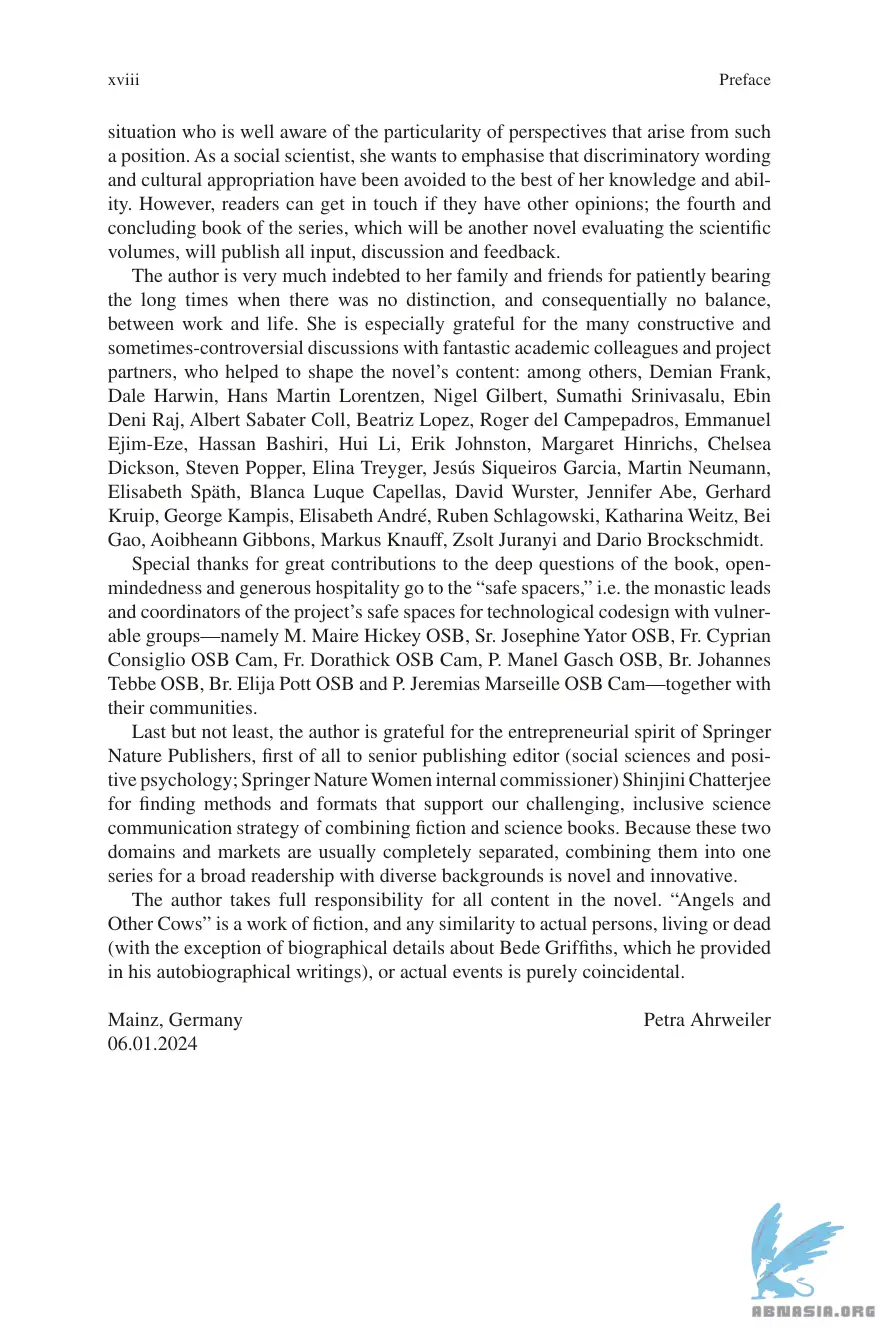 xviii Preface
situation who is well aware of the particularity of perspectives that arise from such
a position. As a social scientist, she wants to emphasise that discriminatory wording
and cultural appropriation have been avoided to the best of her knowledge and abil-
ity. However, readers can get in touch if they have other opinions; the fourth and
concluding book of the series, which will be another novel evaluating the scientific
volumes, will publish all input, discussion and feedback.
The author is very much indebted to her family and friends for patiently bearing
the long times when there was no distinction, and consequentially no balance,
between work and life. She is especially grateful for the many constructive and
sometimes-controversial discussions with fantastic academic colleagues and project
partners, who helped to shape the novel’s content: among others, Demian Frank,
Dale Harwin, Hans Martin Lorentzen, Nigel Gilbert, Sumathi Srinivasalu, Ebin
Deni Raj, Albert Sabater Coll, Beatriz Lopez, Roger del Campepadros, Emmanuel
Ejim-Eze, Hassan Bashiri, Hui Li, Erik Johnston, Margaret Hinrichs, Chelsea
Dickson, Steven Popper, Elina Treyger, Jesús Siqueiros Garcia, Martin Neumann,
Elisabeth Späth, Blanca Luque Capellas, David Wurster, Jennifer Abe, Gerhard
Kruip, George Kampis, Elisabeth André, Ruben Schlagowski, Katharina Weitz, Bei
Gao, Aoibheann Gibbons, Markus Knauff, Zsolt Juranyi and Dario Brockschmidt.
Special thanks for great contributions to the deep questions of the book, open-
mindedness and generous hospitality go to the “safe spacers,” i.e. the monastic leads
and coordinators of the project’s safe spaces for technological codesign with vulner-
able groups—namely M. Maire Hickey OSB, Sr. Josephine Yator OSB, Fr. Cyprian
Consiglio OSB Cam, Fr. Dorathick OSB Cam, P. Manel Gasch OSB, Br. Johannes
Tebbe OSB, Br. Elija Pott OSB and P. Jeremias Marseille OSB Cam—together with
their communities.
Last but not least, the author is grateful for the entrepreneurial spirit of Springer
Nature Publishers, first of all to senior publishing editor (social sciences and posi-
tive psychology; Springer Nature Women internal commissioner) Shinjini Chatterjee
for finding methods and formats that support our challenging, inclusive science
communication strategy of combining fiction and science books. Because these two
domains and markets are usually completely separated, combining them into one
series for a broad readership with diverse backgrounds is novel and innovative.
The author takes full responsibility for all content in the novel. “Angels and
Other Cows” is a work of fiction, and any similarity to actual persons, living or dead
(with the exception of biographical details about Bede Griffiths, which he provided
in his autobiographical writings), or actual events is purely coincidental.
Mainz, Germany Petra Ahrweiler
06.01.2024
ABNASIA.ORG